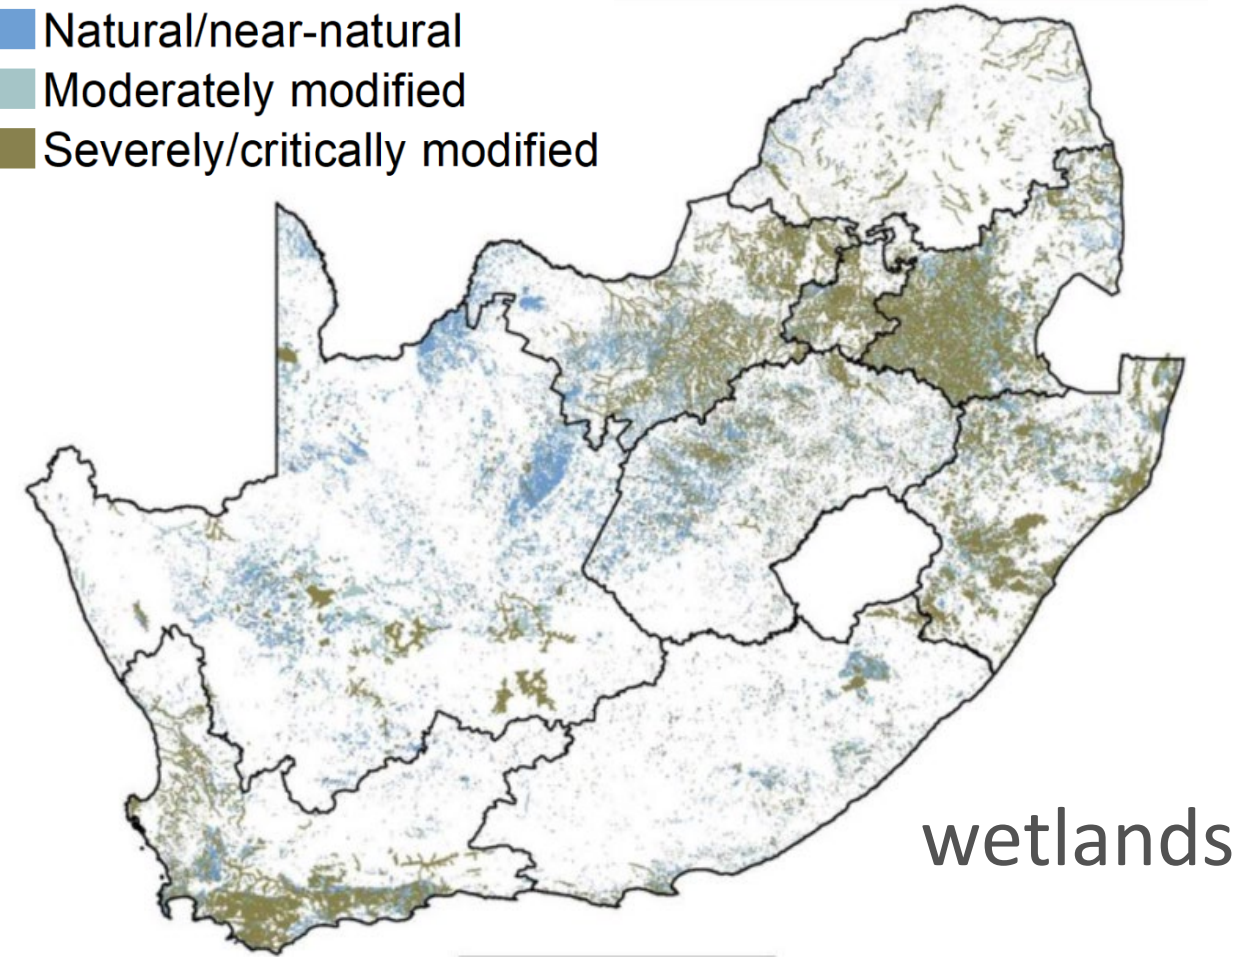 Natural/near-natural
Moderately modified
Severely/critically modified
wetlands